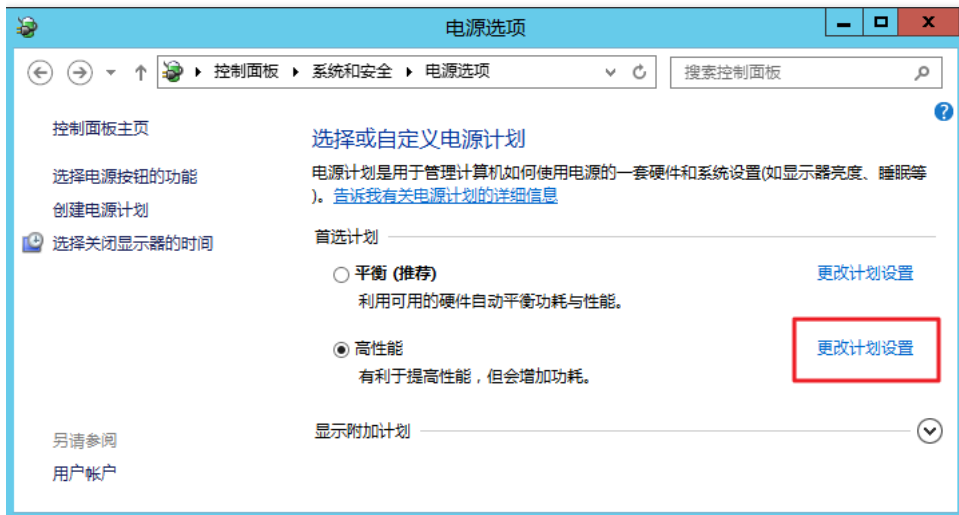 电源选项
控制面板 系统和安全 电源选项
搜索控制面板
控制面板主页
选择电源按钮的功能
创建电源计划
选择关闭显示器的时间
另请参阅
用户帐户
选择或自定义电源计划
电源计划是用于管理计算机如何使用电源的一套硬件和系统设置(如显示器亮度、睡眠等
)。告诉我有关电源计划的详细信息
首选计划
平衡 (推荐) 更改计划设置
利用可用的硬件自动平衡功耗与性能。
高性能 更改计划设置
有利于提高性能，但会增加功耗。
显示附加计划